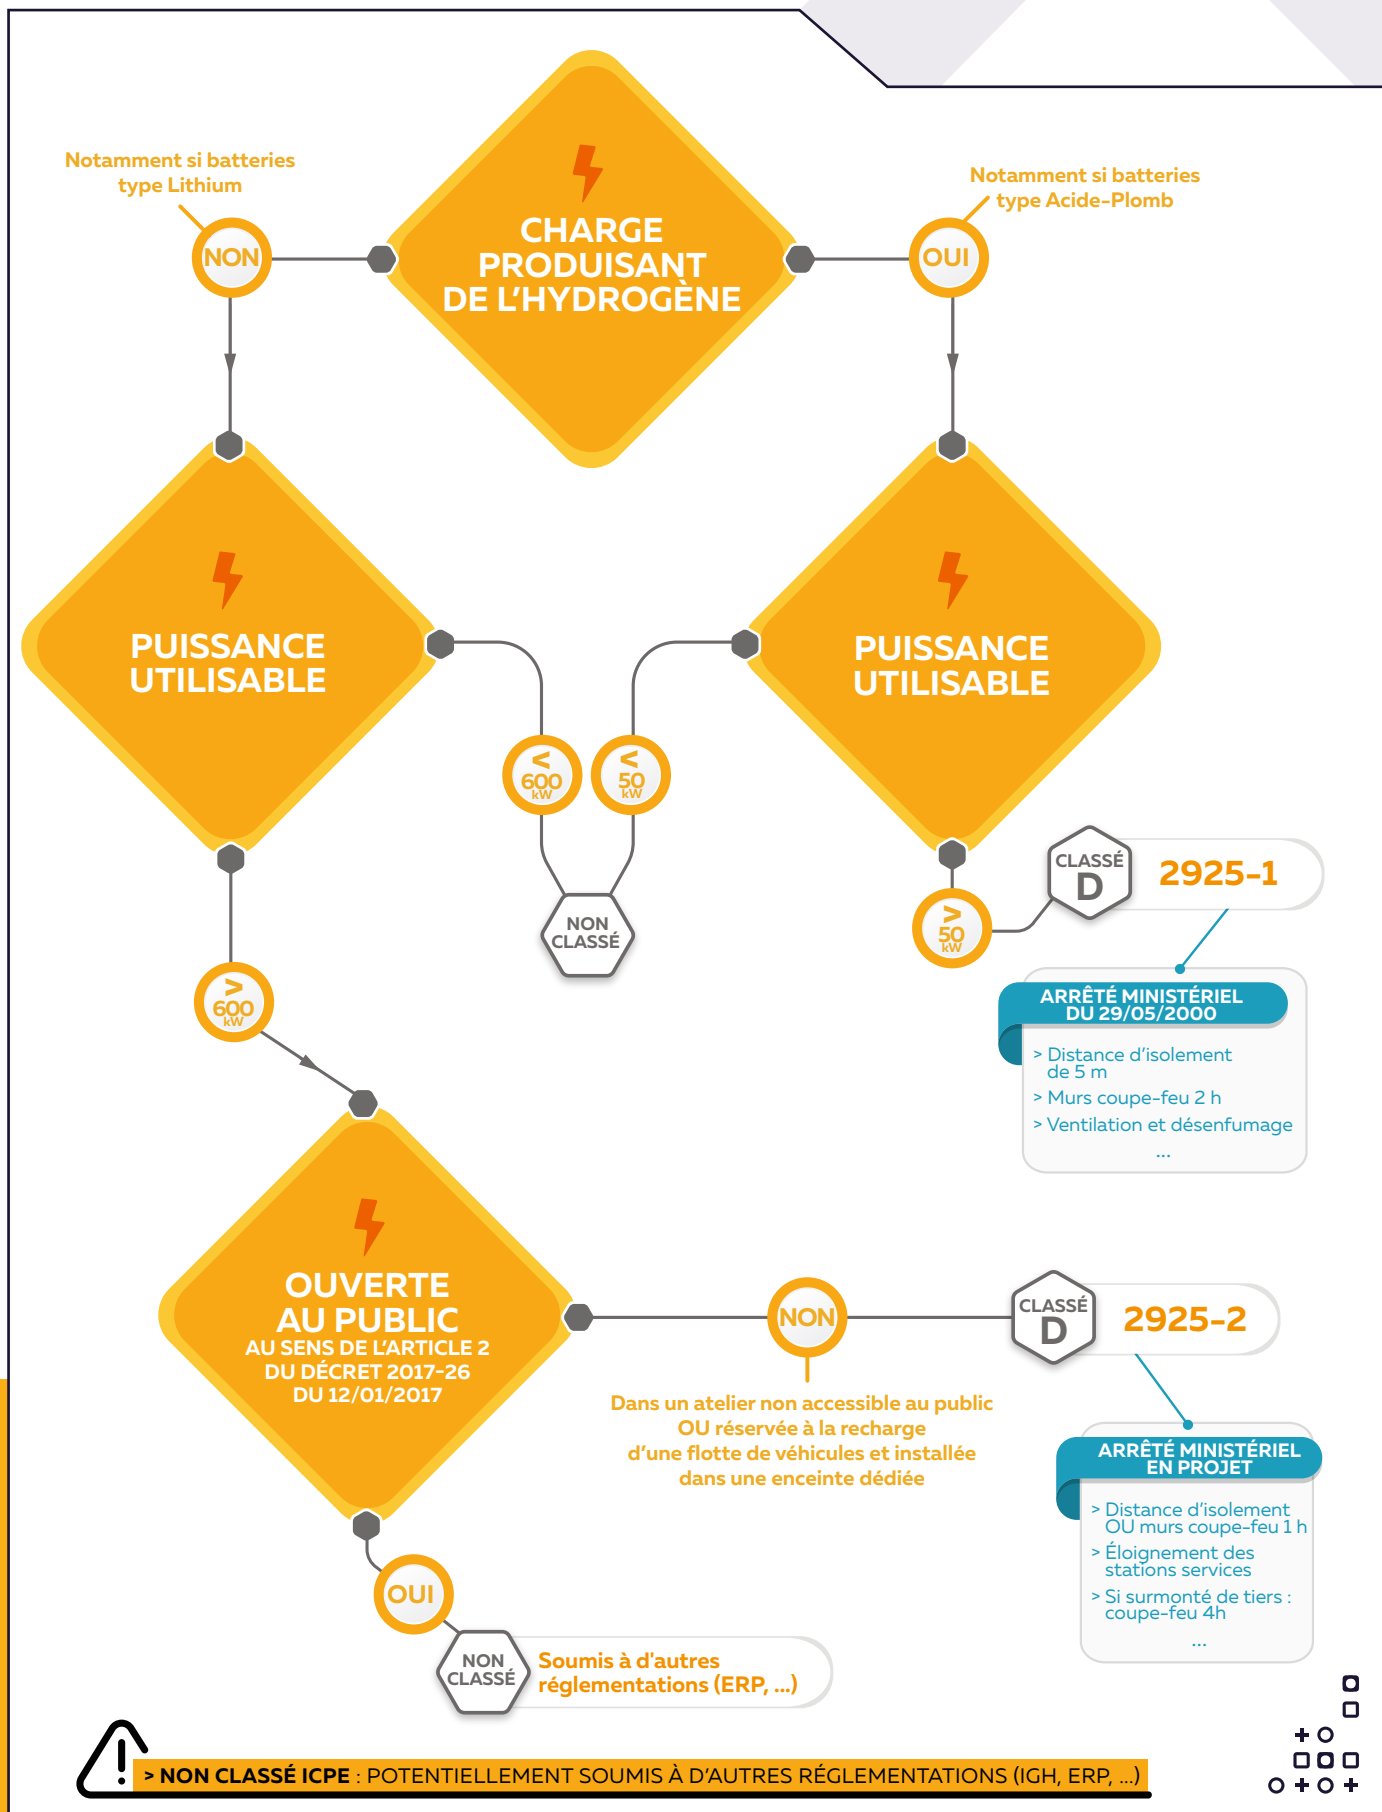 Notamment si batteries
type Lithium
Notamment si batteries
type Acide-Plomb
NON
CHARGE
PRODUISANT
DE L'HYDROGÈNE
OUI
PUISSANCE
UTILISABLE
PUISSANCE
UTILISABLE
<
600
kW
≤
50
kW
NON
CLASSÉ
CLASSÉ
D
2925-1
>
50
kW
≥
600
kW
ARRÊTÉ MINISTÉRIEL
DU 29/05/2000
> Distance d'isolement
de 5 m
> Murs coupe-feu 2 h
> Ventilation et désenfumage
...
OUVERTE
AU PUBLIC
AU SENS DE L'ARTICLE 2
DU DÉCRET 2017-26
DU 12/01/2017
NON
CLASSÉ
D
2925-2
Dans un atelier non accessible au public
OU réservée à la recharge
d'une flotte de véhicules et installée
dans une enceinte dédiée
ARRÊTÉ MINISTÉRIEL
EN PROJET
> Distance d'isolement
OU murs coupe-feu 1 h
> Éloignement des
stations services
> Si surmonté de tiers :
coupe-feu 4h
...
OUI
NON
CLASSÉ
Soumis à d'autres
réglementations (ERP, ...)
> NON CLASSÉ ICPE : POTENTIELLEMENT SOUMIS À D'AUTRES RÉGLEMENTATIONS (IGH, ERP, ...)